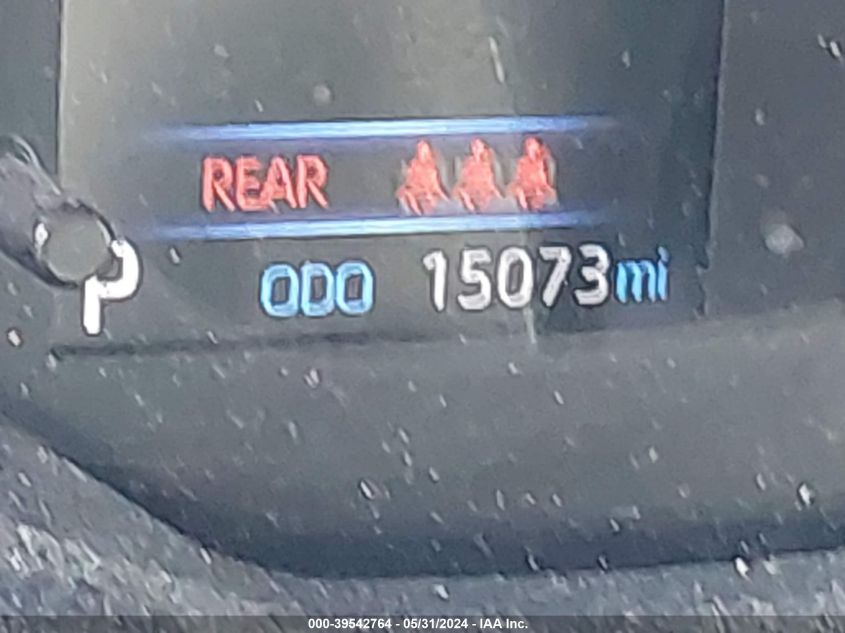 REAR
P
ODO 15073mi
000-39542764 - 05/31/2024 - IAA Inc.